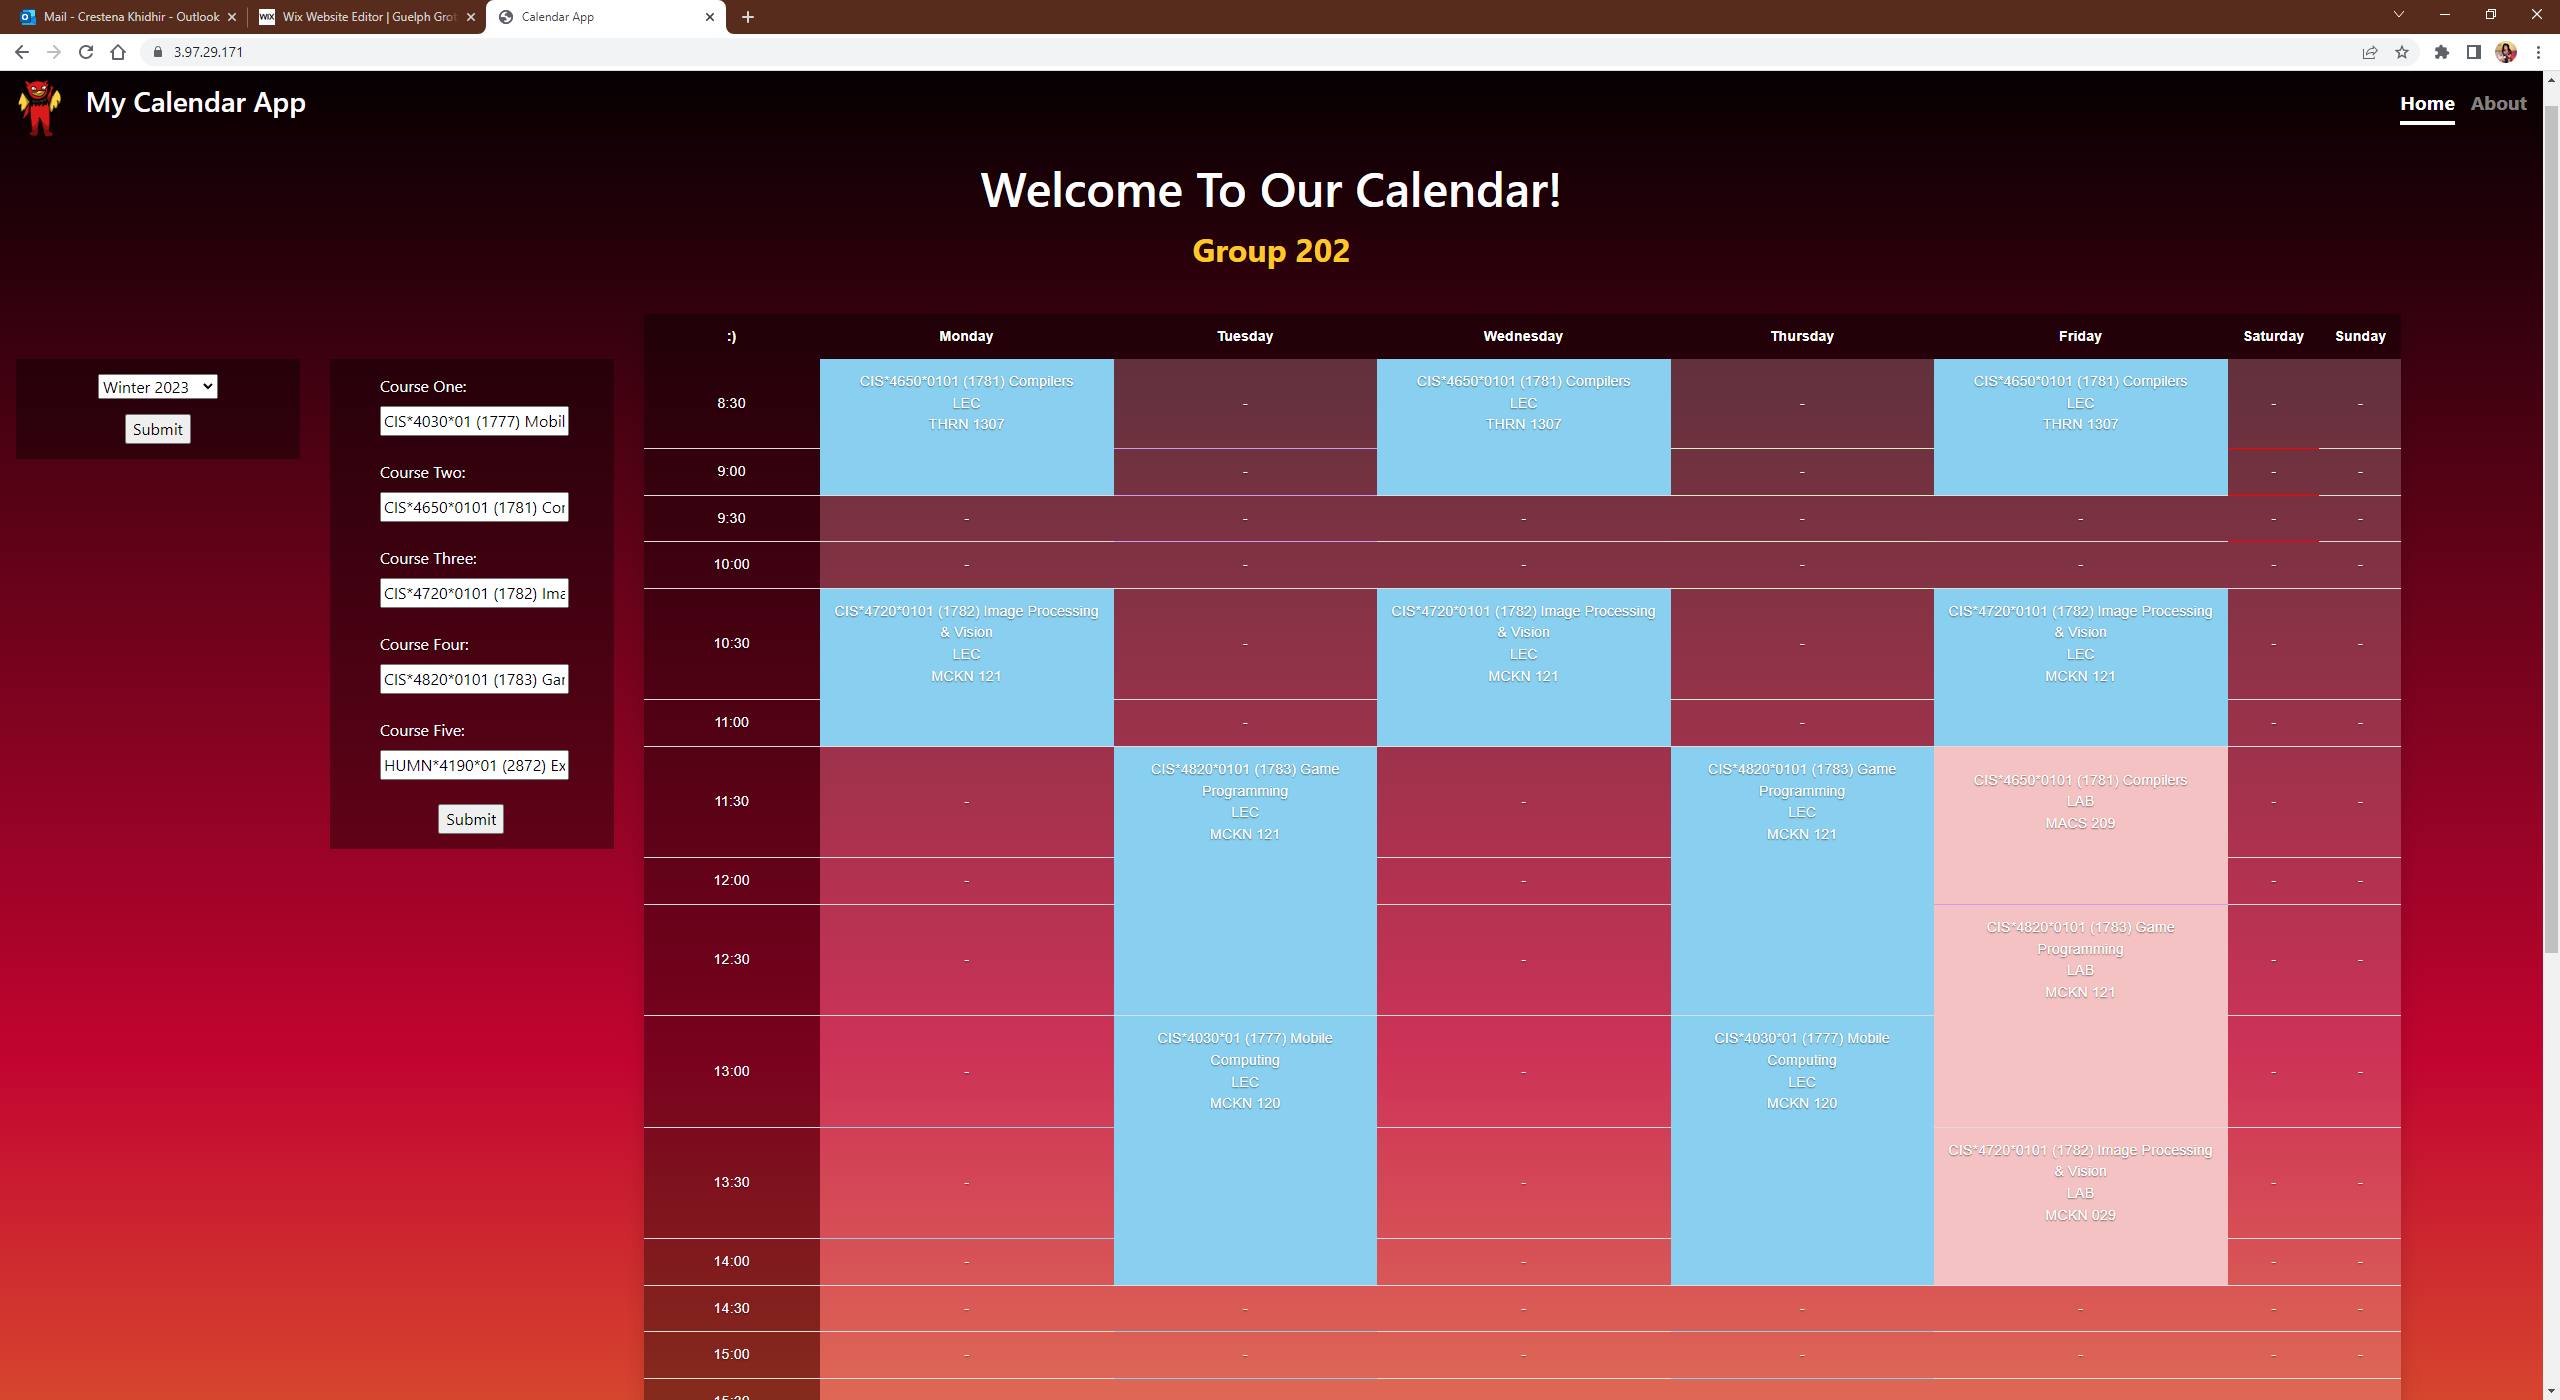 Mail - Crestena Khidhir - Outlook
Wix Website Editor | Guelph Grot
Calendar App
3.97.29.171
My Calendar App
Home About
Welcome To Our Calendar!
Group 202
Winter 2023
Submit
Course One:
CIS*4030*01 (1777) Mobil
Course Two:
CIS*4650*0101 (1781) Cor
Course Three:
CIS*4720*0101 (1782) Ima
Course Four:
CIS*4820*0101 (1783) Gar
Course Five:
HUMN*4190*01 (2872) Ex
Submit
:) Monday Tuesday Wednesday Thursday Friday Saturday Sunday
8:30
CIS*4650*0101 (1781) Compilers
LEC
THRN 1307
-
CIS*4650*0101 (1781) Compilers
LEC
THRN 1307
-
CIS*4650*0101 (1781) Compilers
LEC
THRN 1307
- -
9:00 - - - -
9:30 - - - - - - -
10:00 - - - - - - -
10:30
CIS*4720*0101 (1782) Image Processing
& Vision
LEC
MCKN 121
-
CIS*4720*0101 (1782) Image Processing
& Vision
LEC
MCKN 121
-
CIS*4720*0101 (1782) Image Processing
& Vision
LEC
MCKN 121
- -
11:00 - - - -
11:30
-
CIS*4820*0101 (1783) Game
Programming
LEC
MCKN 121
-
CIS*4820*0101 (1783) Game
Programming
LEC
MCKN 121
CIS*4650*0101 (1781) Compilers
LAB
MACS 209
- -
12:00 - - - -
12:30
- -
CIS*4820*0101 (1783) Game
Programming
LAB
MCKN 121
- -
13:00
-
CIS*4030*01 (1777) Mobile
Computing
LEC
MCKN 120
-
CIS*4030*01 (1777) Mobile
Computing
LEC
MCKN 120
- -
13:30
- -
CIS*4720*0101 (1782) Image Processing
& Vision
LAB
MCKN 029
- -
14:00 - - - -
14:30 - - - - - - -
15:00 - - - - - - -
15:30